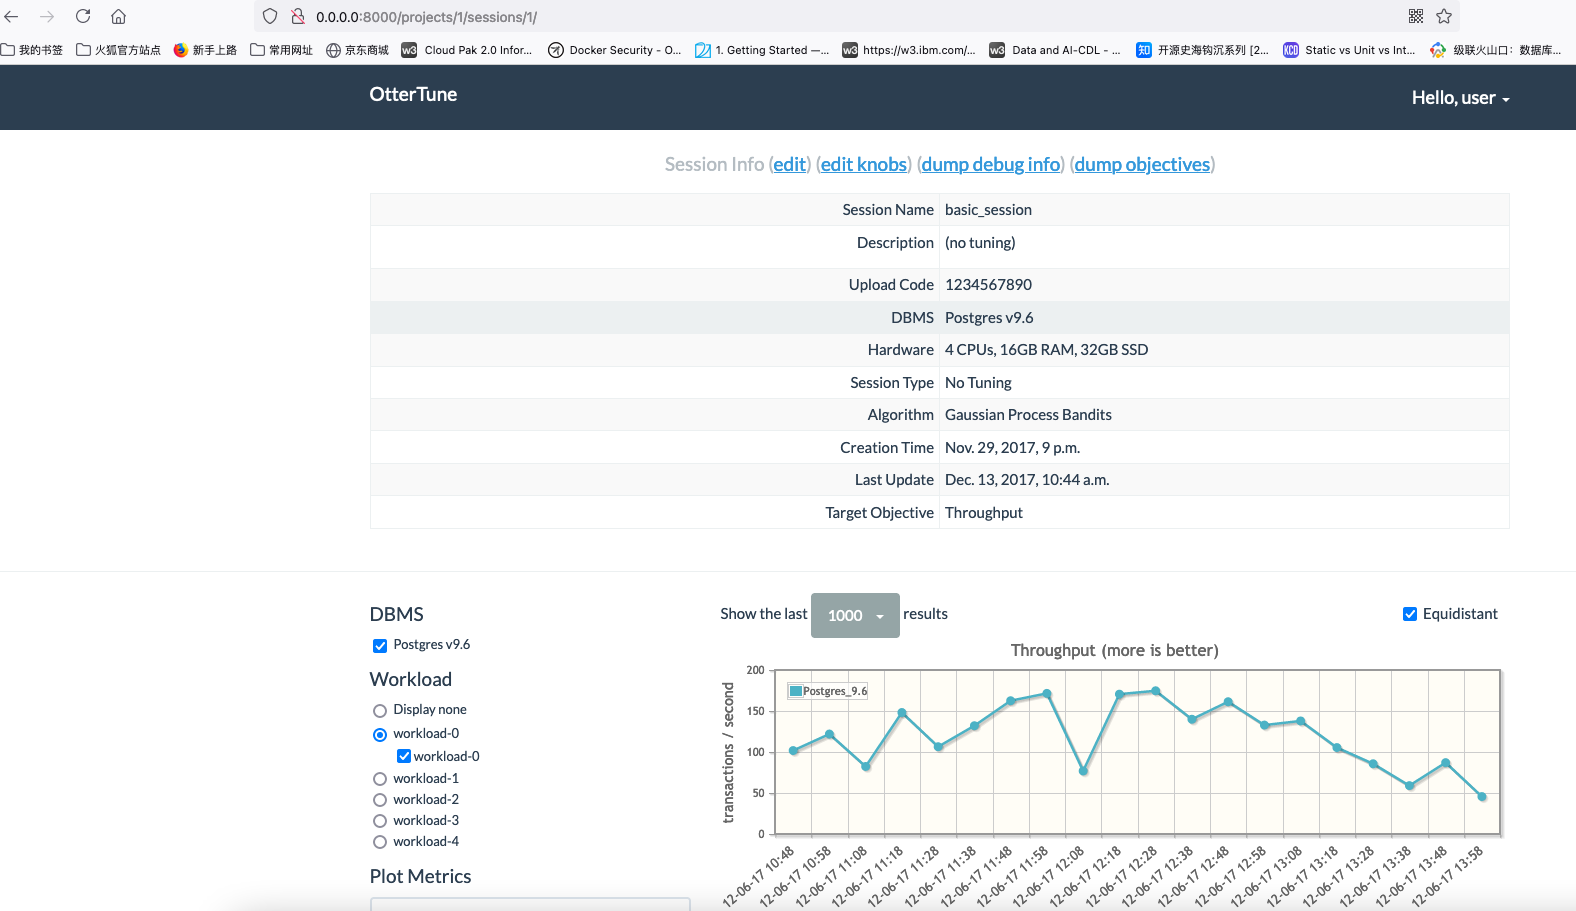 0.0.0.0:8000/projects/1/sessions/1/
我的书签 火狐官方站点 新手上路 常用网址 京东商城 w3 Cloud Pak 2.0 Infor... Docker Security - O... 1. Getting Started —... w3 https://w3.ibm.com/... w3 Data and AI-CDL - ... 知 开源史海钩沉系列 [2... KCD Static vs Unit vs Int... 级联火山口：数据库...
OtterTune
Hello, user
Session Info (edit) (edit knobs) (dump debug info) (dump objectives)
Session Name basic_session
Description (no tuning)
Upload Code 1234567890
DBMS Postgres v9.6
Hardware 4 CPUs, 16GB RAM, 32GB SSD
Session Type No Tuning
Algorithm Gaussian Process Bandits
Creation Time Nov. 29, 2017, 9 p.m.
Last Update Dec. 13, 2017, 10:44 a.m.
Target Objective Throughput
DBMS
Postgres v9.6
Workload
Display none
workload-0
workload-0
workload-1
workload-2
workload-3
workload-4
Plot Metrics
Show the last 1000 results
Equidistant
Throughput (more is better)
transactions / second
200
150
100
50
0
Postgres_9.6
12-06-17 10:48
12-06-17 10:58
12-06-17 11:08
12-06-17 11:18
12-06-17 11:28
12-06-17 11:38
12-06-17 11:48
12-06-17 11:58
12-06-17 12:08
12-06-17 12:18
12-06-17 12:28
12-06-17 12:38
12-06-17 12:48
12-06-17 12:58
12-06-17 13:08
12-06-17 13:18
12-06-17 13:28
12-06-17 13:38
12-06-17 13:48
12-06-17 13:58